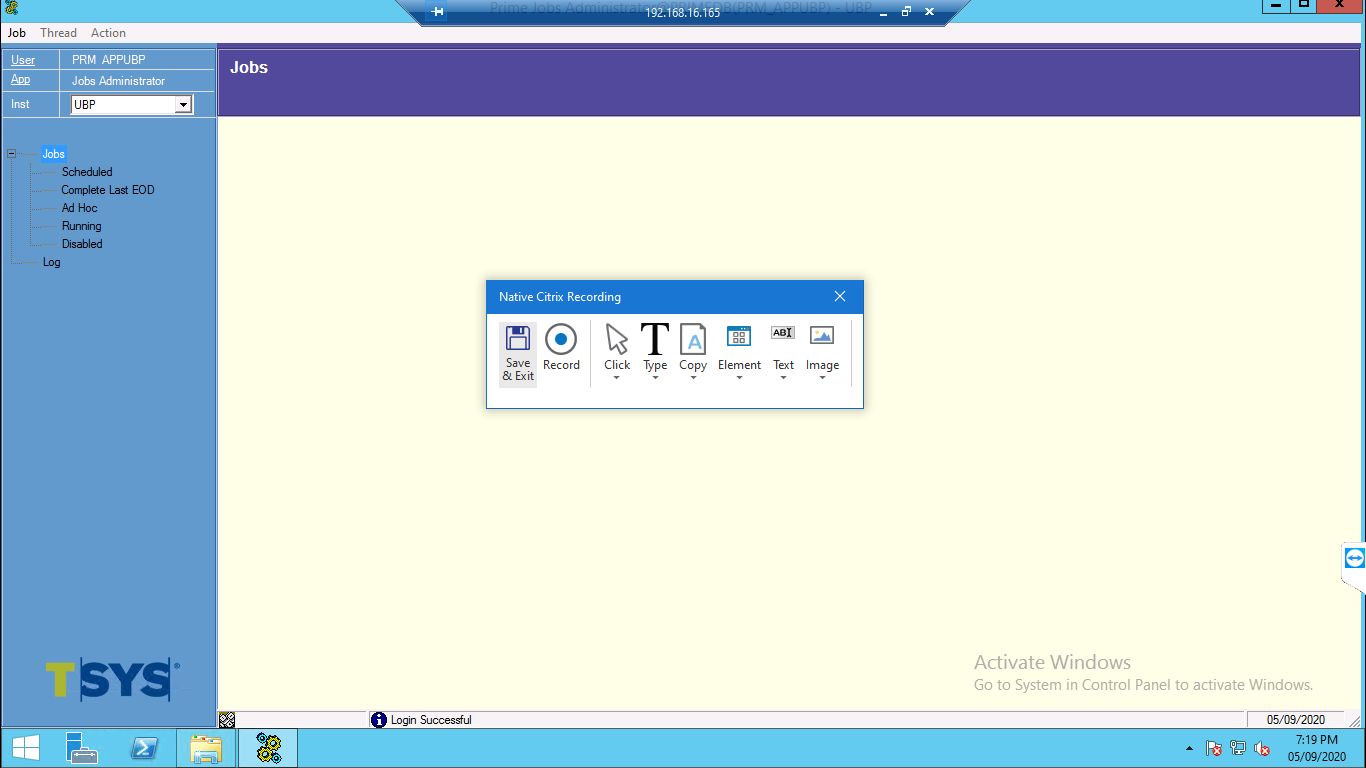 Prime Jobs Administrator
(PRM_APPUBP) - UBP
192.168.16.165
Job Thread Action
User PRM APPUBP
App Jobs Administrator
Inst UBP
Jobs
Jobs
Scheduled
Complete Last EOD
Ad Hoc
Running
Disabled
Log
Native Citrix Recording
Save & Exit
Record
Click
Type
Copy
Element
ABI
Text
Image
TSYS®
Activate Windows
Go to System in Control Panel to activate Windows.
Login Successful
05/09/2020
7:19 PM
05/09/2020